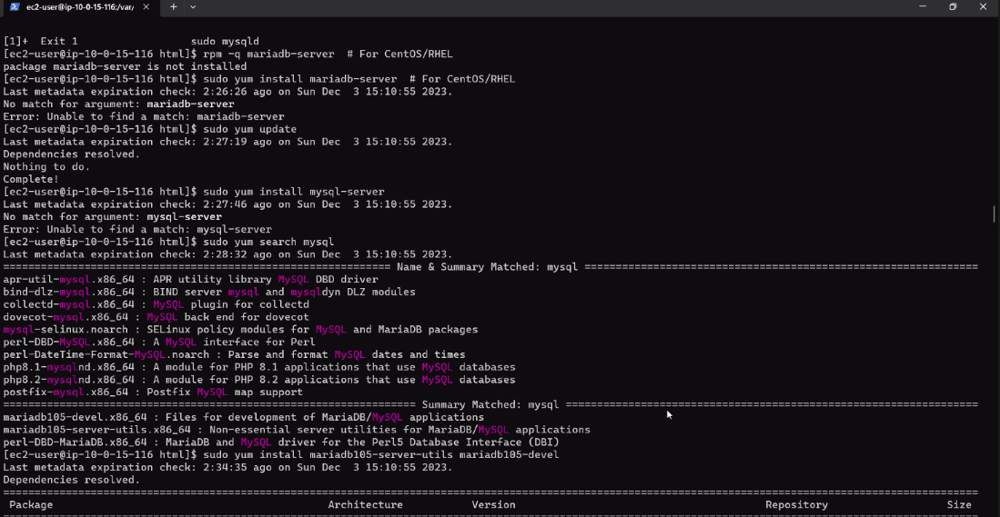 ec2-user@ip-10-0-15-116:/var/
[1]+  Exit 1                  sudo mysqld
[ec2-user@ip-10-0-15-116 html]$ rpm -q mariadb-server  # For CentOS/RHEL
package mariadb-server is not installed
[ec2-user@ip-10-0-15-116 html]$ sudo yum install mariadb-server  # For CentOS/RHEL
Last metadata expiration check: 2:26:26 ago on Sun Dec  3 15:10:55 2023.
No match for argument: mariadb-server
Error: Unable to find a match: mariadb-server
[ec2-user@ip-10-0-15-116 html]$ sudo yum update
Last metadata expiration check: 2:27:19 ago on Sun Dec  3 15:10:55 2023.
Dependencies resolved.
Nothing to do.
Complete!
[ec2-user@ip-10-0-15-116 html]$ sudo yum install mysql-server
Last metadata expiration check: 2:27:46 ago on Sun Dec  3 15:10:55 2023.
No match for argument: mysql-server
Error: Unable to find a match: mysql-server
[ec2-user@ip-10-0-15-116 html]$ sudo yum search mysql
Last metadata expiration check: 2:28:32 ago on Sun Dec  3 15:10:55 2023.
============================================================== Name & Summary Matched: mysql ===============================================================
apr-util-mysql.x86_64 : APR utility library MySQL DBD driver
bind-dlz-mysql.x86_64 : BIND server mysql and mysqldyn DLZ modules
collectd-mysql.x86_64 : MySQL plugin for collectd
dovecot-mysql.x86_64 : MySQL back end for dovecot
mysql-selinux.noarch : SELinux policy modules for MySQL and MariaDB packages
perl-DBD-MySQL.x86_64 : A MySQL interface for Perl
perl-DateTime-Format-MySQL.noarch : Parse and format MySQL dates and times
php8.1-mysqlnd.x86_64 : A module for PHP 8.1 applications that use MySQL databases
php8.2-mysqlnd.x86_64 : A module for PHP 8.2 applications that use MySQL databases
postfix-mysql.x86_64 : Postfix MySQL map support
================================================================== Summary Matched: mysql ==================================================================
mariadb105-devel.x86_64 : Files for development of MariaDB/MySQL applications
mariadb105-server-utils.x86_64 : Non-essential server utilities for MariaDB/MySQL applications
perl-DBD-MariaDB.x86_64 : MariaDB and MySQL driver for the Perl5 Database Interface (DBI)
[ec2-user@ip-10-0-15-116 html]$ sudo yum install mariadb105-server-utils mariadb105-devel
Last metadata expiration check: 2:34:35 ago on Sun Dec  3 15:10:55 2023.
Dependencies resolved.
============================================================================================================================================================
 Package                                            Architecture           Version                                        Repository                   Size
============================================================================================================================================================